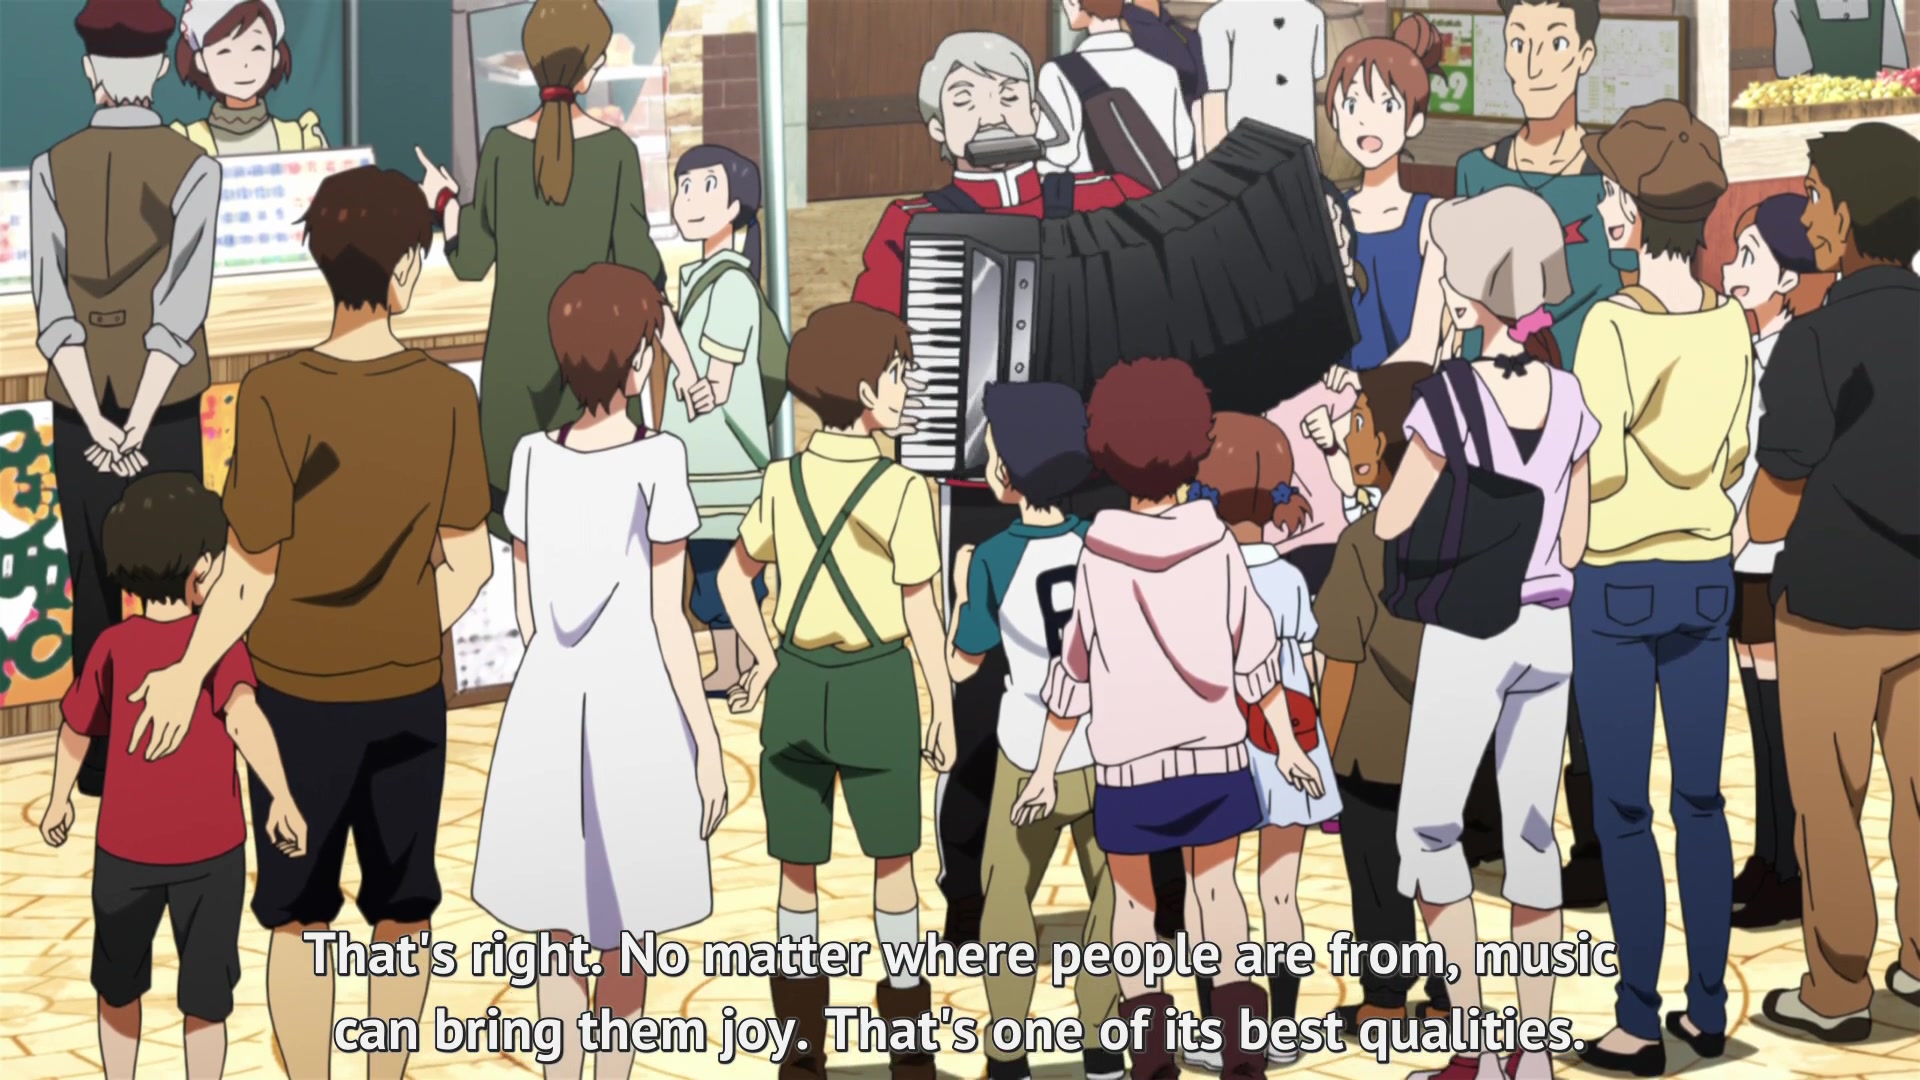 That's right. No matter where people are from, music
can bring them joy. That's one of its best qualities.